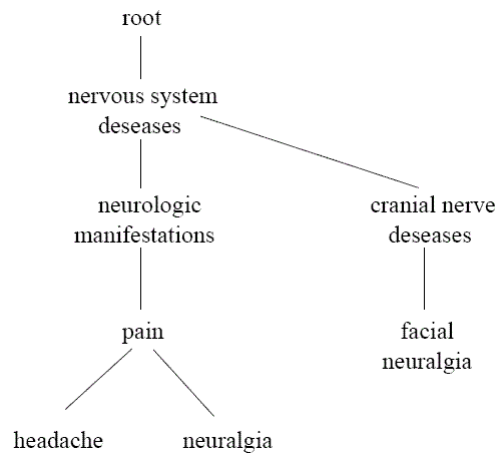 root
nervous system
deseases
neurologic
manifestations
cranial nerve
deseases
pain
facial
neuralgia
headache
neuralgia